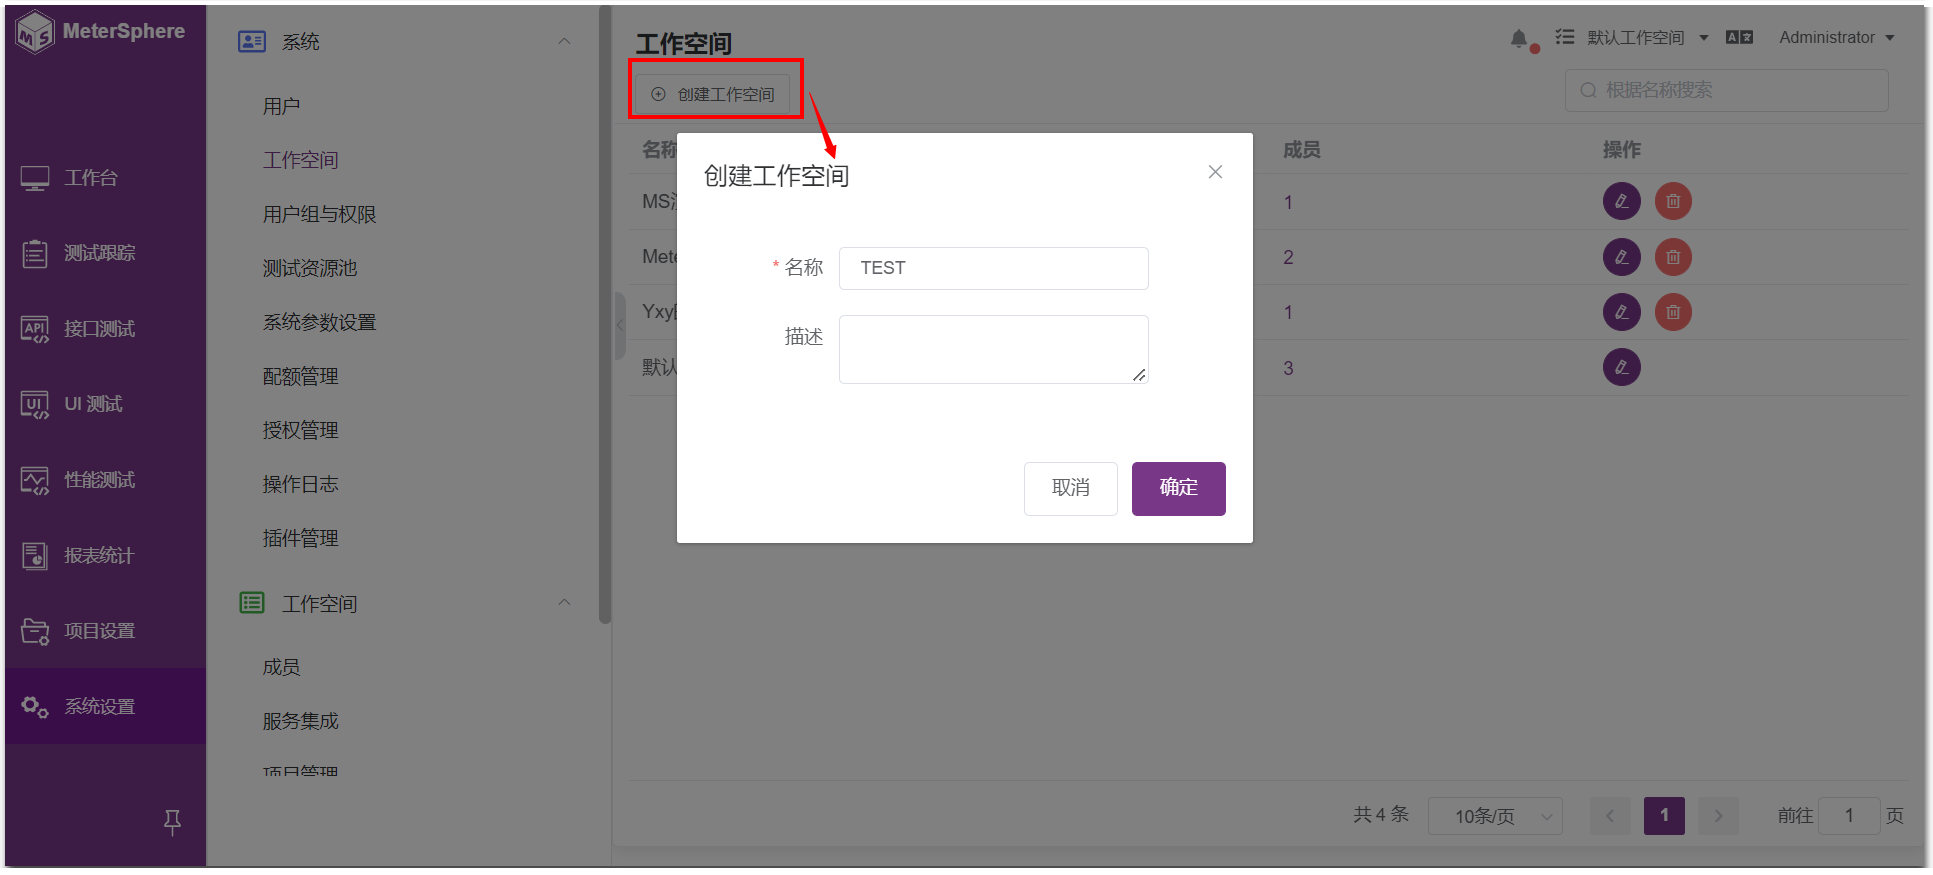 MeterSphere
工作台
测试跟踪
API 接口测试
UI UI 测试
性能测试
报表统计
项目设置
系统设置
系统
用户
工作空间
用户组与权限
测试资源池
系统参数设置
配额管理
授权管理
操作日志
插件管理
工作空间
成员
服务集成
项目管理
工作空间
默认工作空间
Administrator
创建工作空间
根据名称搜索
名称
成员
操作
MS
1
Mete
2
Yxy
1
默认
3
创建工作空间
* 名称
TEST
描述
取消
确定
共 4 条
10条/页
1
前往
1
页